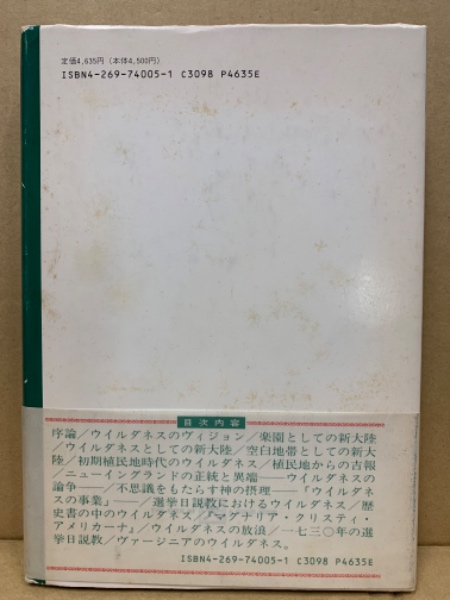 定価4,635円（本体4,500円）
ISBN4-269-74005-1 C3098 P4635E
目次内容
序論/ウイルダネスのヴィジョン/楽園としての新大陸
/ウイルダネスとしての新大陸/空白地帯としての新大
陸/初期植民地時代のウイルダネス/植民地からの吉報
/ニューイングランドの正統と異端――ウイルダネスの
論争――/不思議をもたらす神の摂理――「ウイルダネ
スの事業」――/選挙日説教におけるウイルダネス/歴
史書の中のウイルダネス/『マグナリア・クリスティ・
アメリカーナ』/ウイルダネスの放浪/一七三〇年の選
挙日説教/ヴァージニアのウイルダネス。
ISBN4-269-74005-1 C3098 P4635E